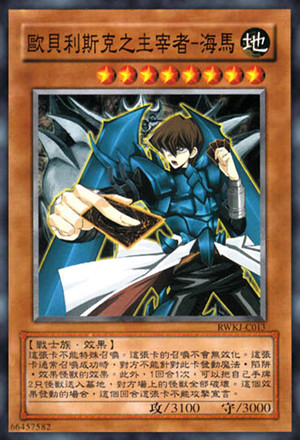 歐貝利斯克之主宰者-海馬
地
RWKJ-C013
【戰士族・效果】
這張卡不能特殊召喚。這張卡的召喚不會無效化。這張
卡通常召喚成功時，對方不能針對此卡發動魔法・陷阱
・效果怪獸的效果。此外，1回合1次，可以把自己手牌
2只怪獸送入墓地，對方場上的怪獸全部破壞。這個效
果發動的場合，這個回合這張卡不能攻擊宣言。
攻/3100 守/3000
66457582